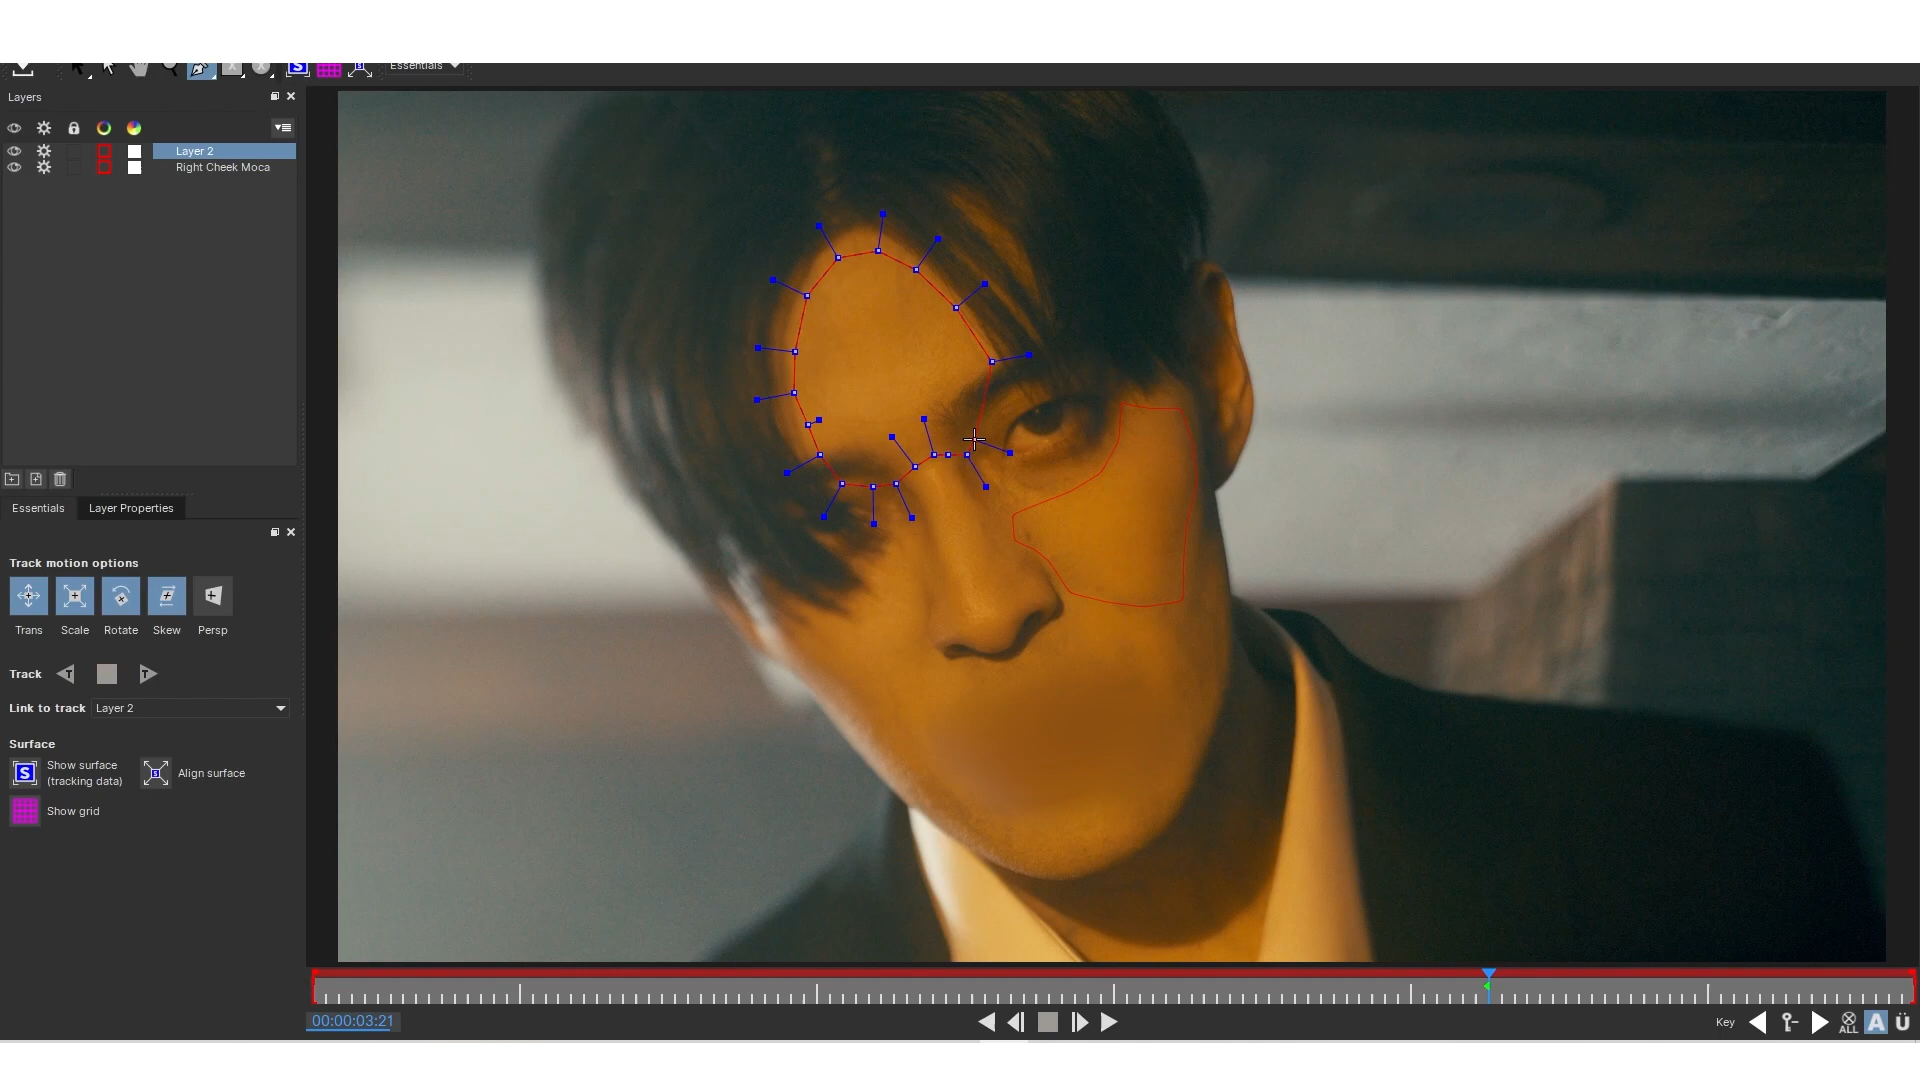 Essentials
Layers
Layer 2
Right Cheek Moca
Essentials
Layer Properties
Track motion options
Trans
Scale
Rotate
Skew
Persp
Track
T
T
Link to track
Layer 2
Surface
S
Show surface
(tracking data)
S
Align surface
Show grid
00:00:03:21
Key
ALL
A
Ü